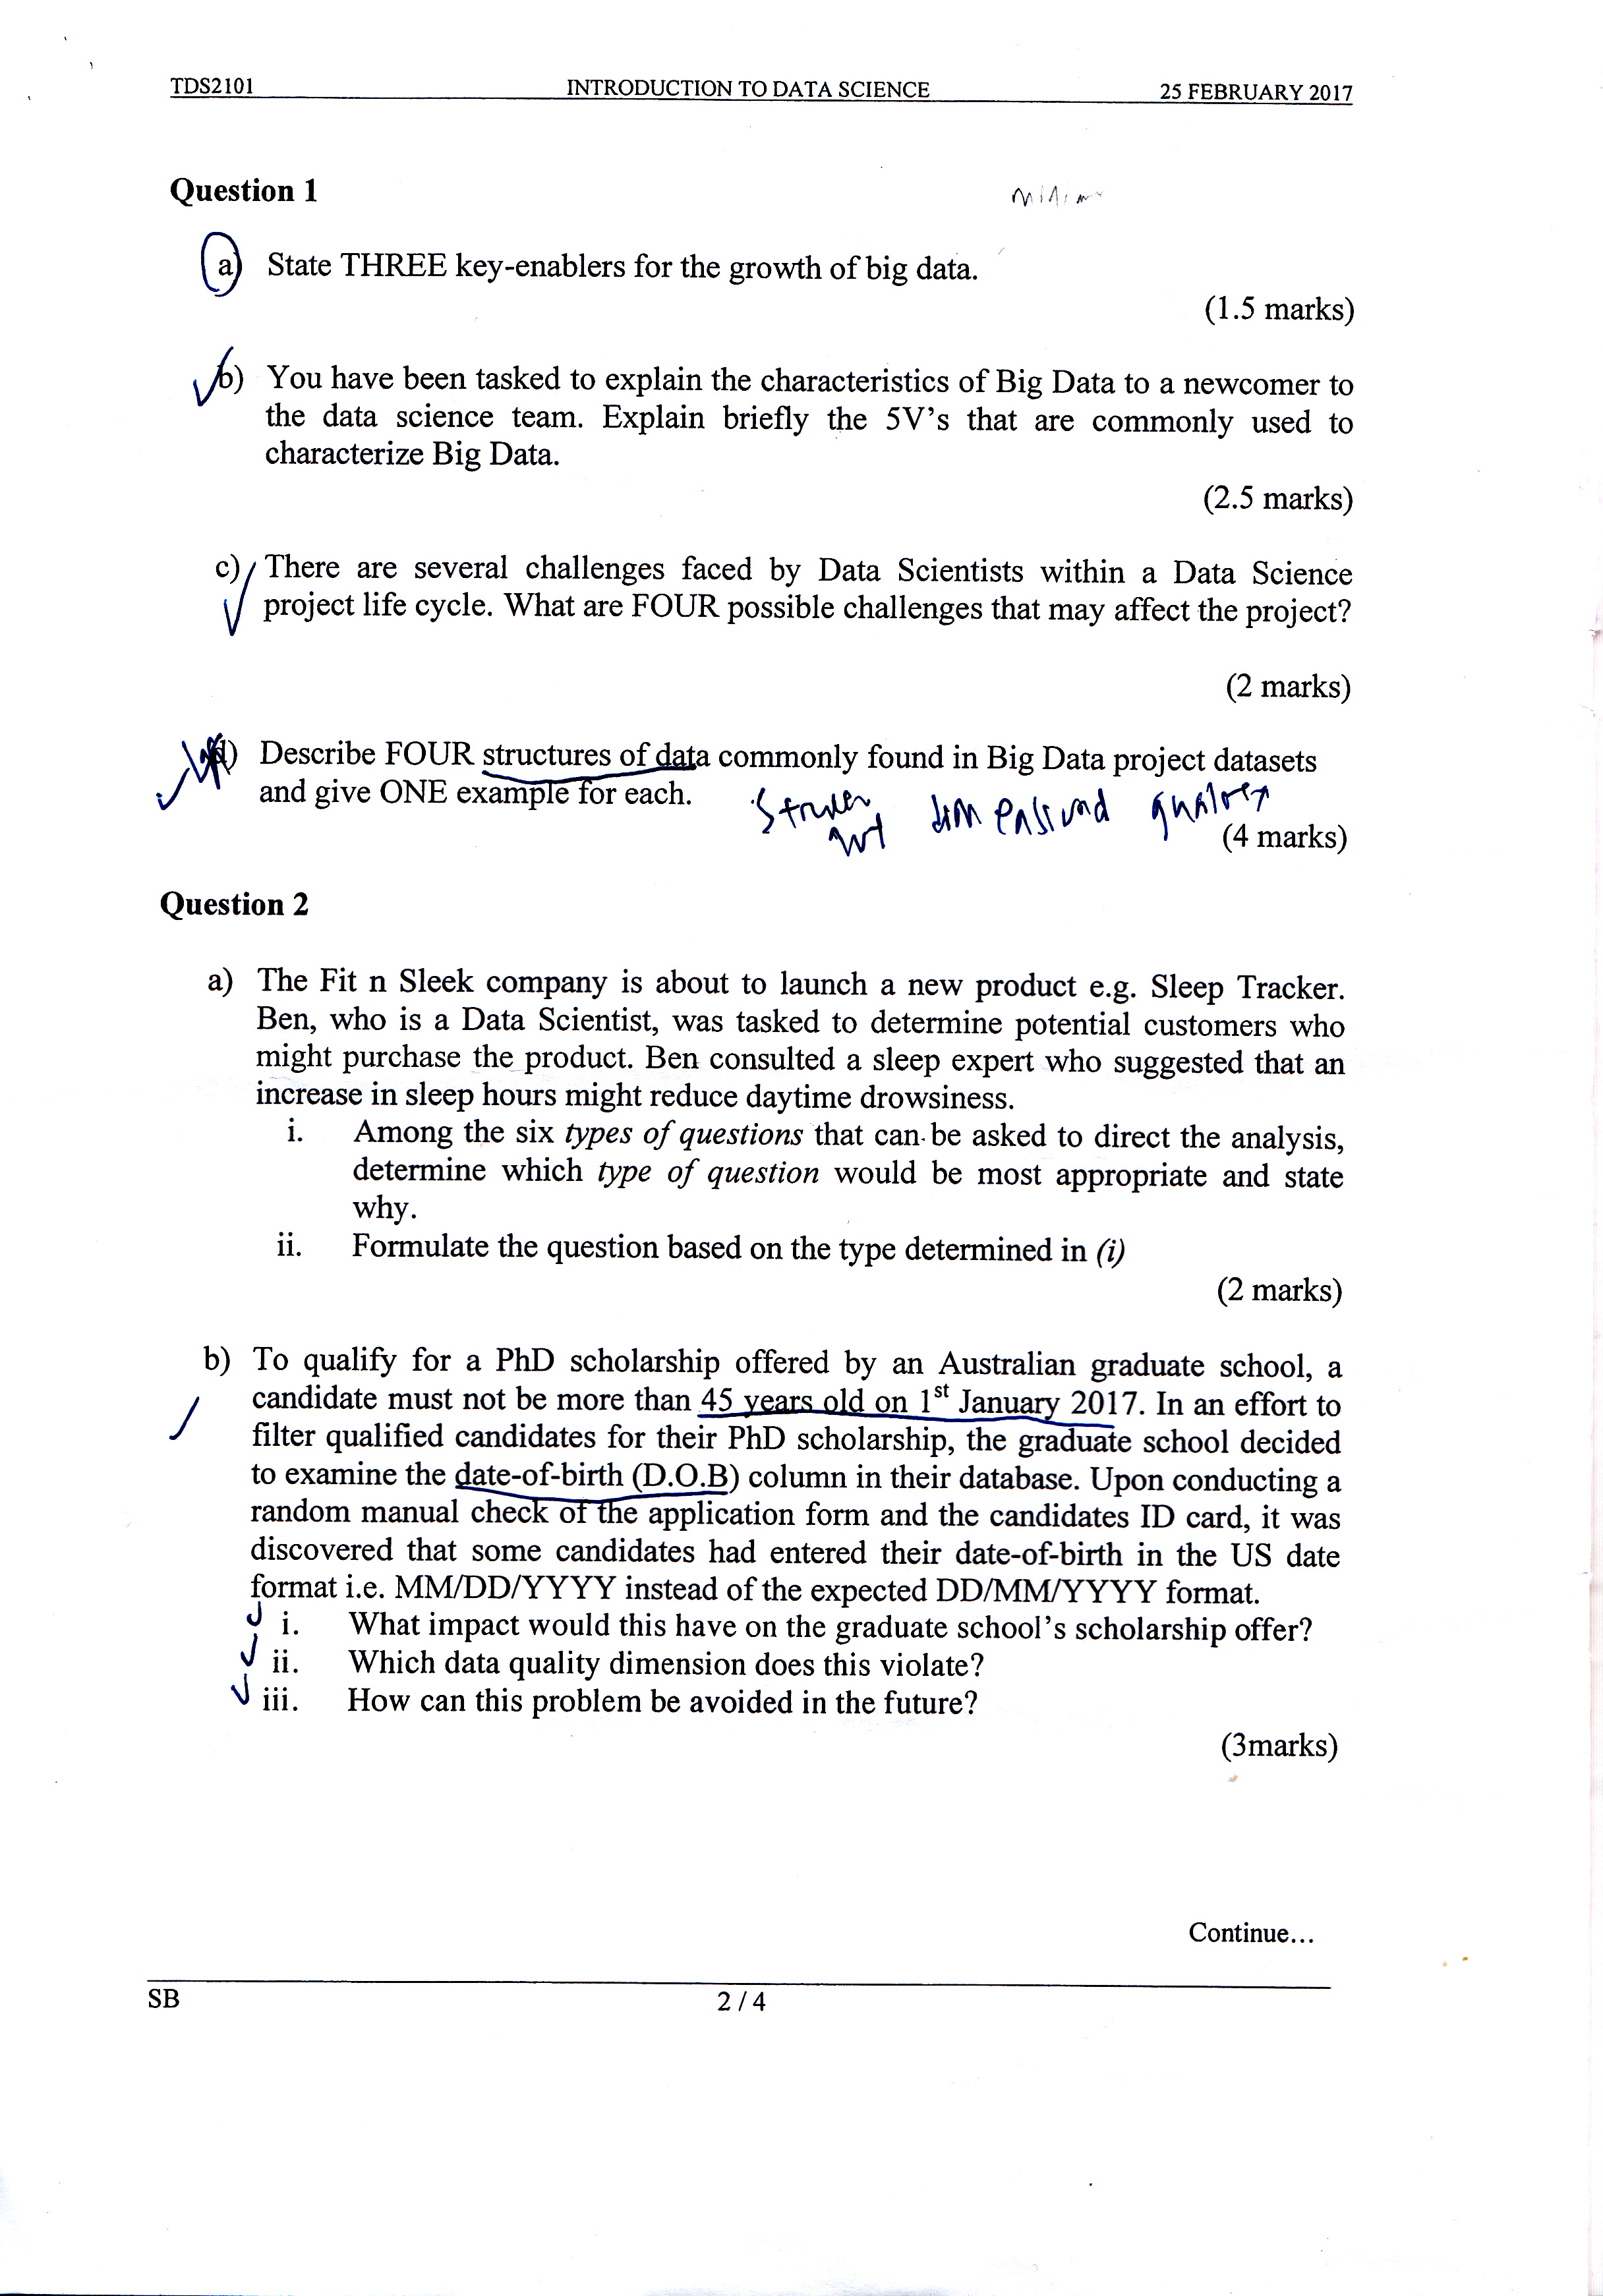 TDS2101 INTRODUCTION TO DATA SCIENCE 25 FEBRUARY 2017
Question 1
a) State THREE key-enablers for the growth of big data.
(1.5 marks)
b) You have been tasked to explain the characteristics of Big Data to a newcomer to
the data science team. Explain briefly the 5V's that are commonly used to
characterize Big Data.
(2.5 marks)
c) There are several challenges faced by Data Scientists within a Data Science
project life cycle. What are FOUR possible challenges that may affect the project?
(2 marks)
d) Describe FOUR structures of data commonly found in Big Data project datasets
and give ONE example for each.
(4 marks)
Question 2
a) The Fit n Sleek company is about to launch a new product e.g. Sleep Tracker.
Ben, who is a Data Scientist, was tasked to determine potential customers who
might purchase the product. Ben consulted a sleep expert who suggested that an
increase in sleep hours might reduce daytime drowsiness.
i. Among the six types of questions that can be asked to direct the analysis,
determine which type of question would be most appropriate and state
why.
ii. Formulate the question based on the type determined in (i)
(2 marks)
b) To qualify for a PhD scholarship offered by an Australian graduate school, a
candidate must not be more than 45 years old on 1st January 2017. In an effort to
filter qualified candidates for their PhD scholarship, the graduate school decided
to examine the date-of-birth (D.O.B) column in their database. Upon conducting a
random manual check of the application form and the candidates ID card, it was
discovered that some candidates had entered their date-of-birth in the US date
format i.e. MM/DD/YYYY instead of the expected DD/MM/YYYY format.
i. What impact would this have on the graduate school's scholarship offer?
ii. Which data quality dimension does this violate?
iii. How can this problem be avoided in the future?
(3marks)
Continue...
SB 2 / 4